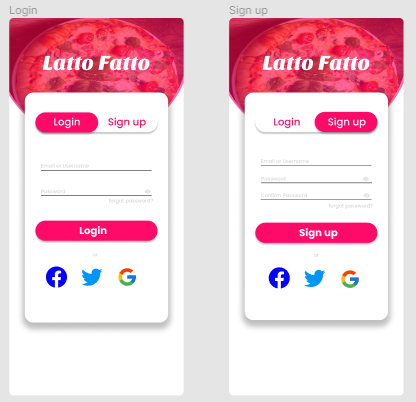 Login
Latto Fatto
Login Sign up
Email or Username
Password
forgot password?
Login
or
Sign up
Latto Fatto
Login Sign up
Email or Username
Password
Confirm Password
forgot password?
Sign up
or